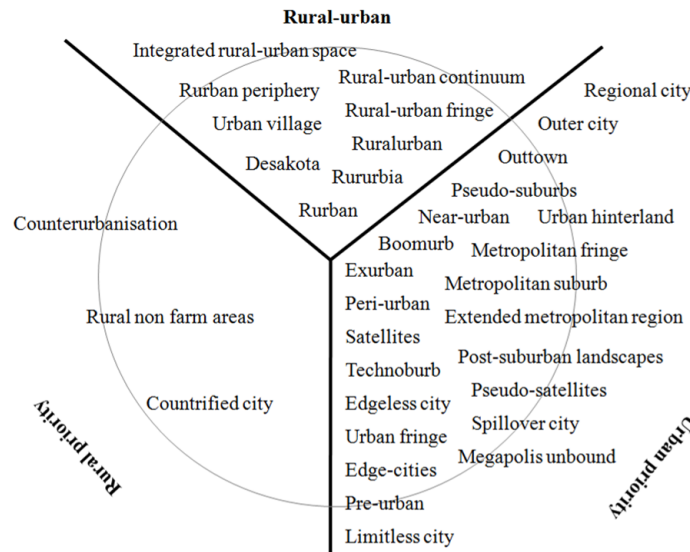 Rural-urban
Integrated rural-urban space
Rural-urban continuum
Rurban periphery
Rural-urban fringe
Urban village
Ruralurban
Desakota
Rururbia
Rurban
Regional city
Outer city
Outtown
Pseudo-suburbs
Near-urban
Urban hinterland
Boomurb
Metropolitan fringe
Exurban
Metropolitan suburb
Peri-urban
Extended metropolitan region
Satellites
Post-suburban landscapes
Technoburb
Pseudo-satellites
Edgeless city
Spillover city
Urban fringe
Megapolis unbound
Edge-cities
Pre-urban
Limitless city
Urban priority
Counterurbanisation
Rural non farm areas
Countrified city
Rural priority